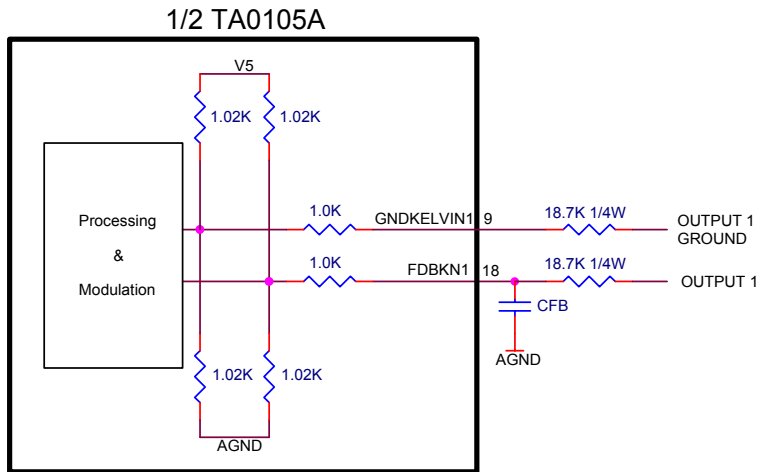 1/2 TA0105A
V5
1.02K
1.02K
Processing
&
Modulation
1.0K
GNDKELVIN1
9
18.7K 1/4W
OUTPUT 1
GROUND
1.0K
FDBKN1
18
18.7K 1/4W
OUTPUT 1
CFB
AGND
1.02K
1.02K
AGND